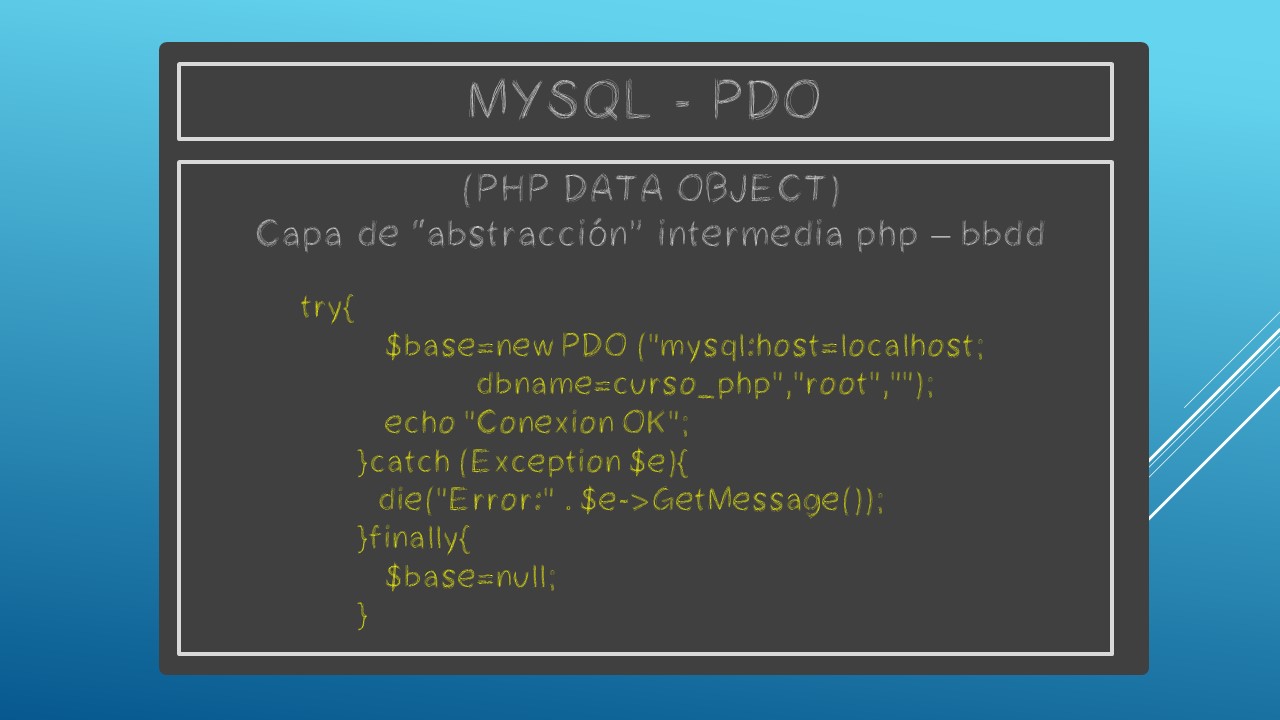 MYSQL - PDO
(PHP DATA OBJECT)
Capa de “abstracción” intermedia php – bbdd
try{
$base=new PDO ("mysql:host=localhost;
dbname=curso_php","root","");
echo "Conexion OK";
}catch (Exception $e){
die("Error:" . $e->GetMessage());
}finally{
$base=null;
}